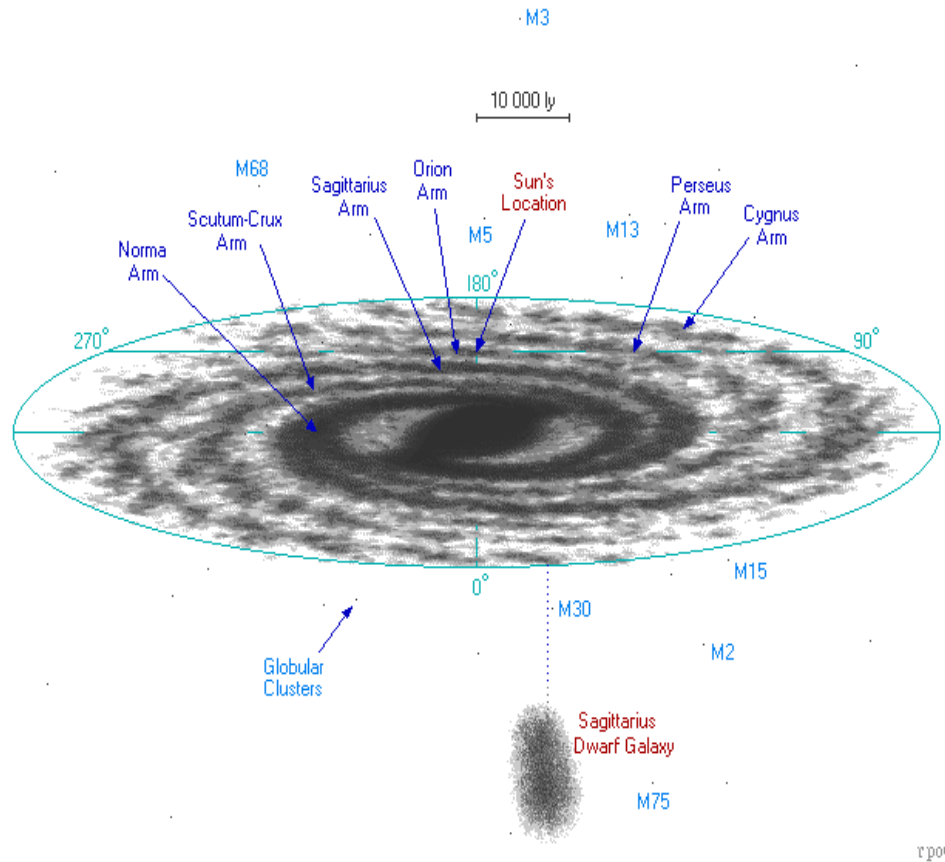 M3
10 000 ly
M68
Orion
Arm
Sagittarius
Arm
Sun's
Location
Perseus
Arm
Scutum-Crux
Arm
M5
M13
Cygnus
Arm
Norma
Arm
180°
270°
90°
0°
M15
M30
M2
Globular
Clusters
Sagittarius
Dwarf Galaxy
M75